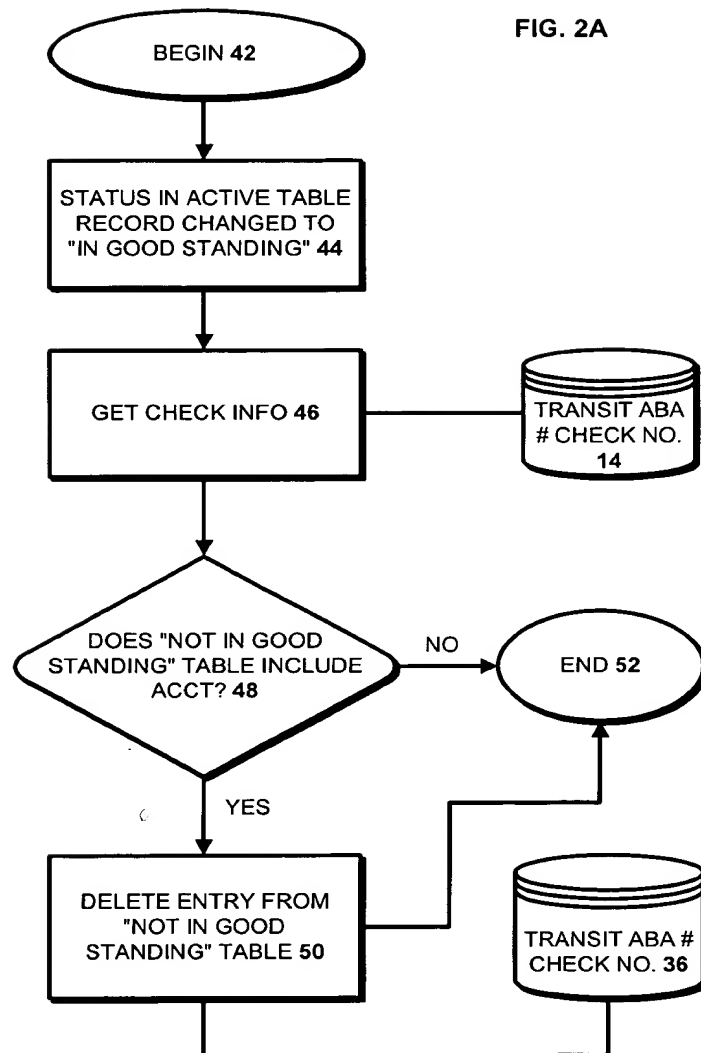 FIG. 2A
BEGIN 42
STATUS IN ACTIVE TABLE
RECORD CHANGED TO
"IN GOOD STANDING" 44
GET CHECK INFO 46
TRANSIT ABA
# CHECK NO.
14
DOES "NOT IN GOOD
STANDING" TABLE INCLUDE
ACCT? 48
NO
END 52
YES
DELETE ENTRY FROM
"NOT IN GOOD
STANDING" TABLE 50
TRANSIT ABA #
CHECK NO. 36